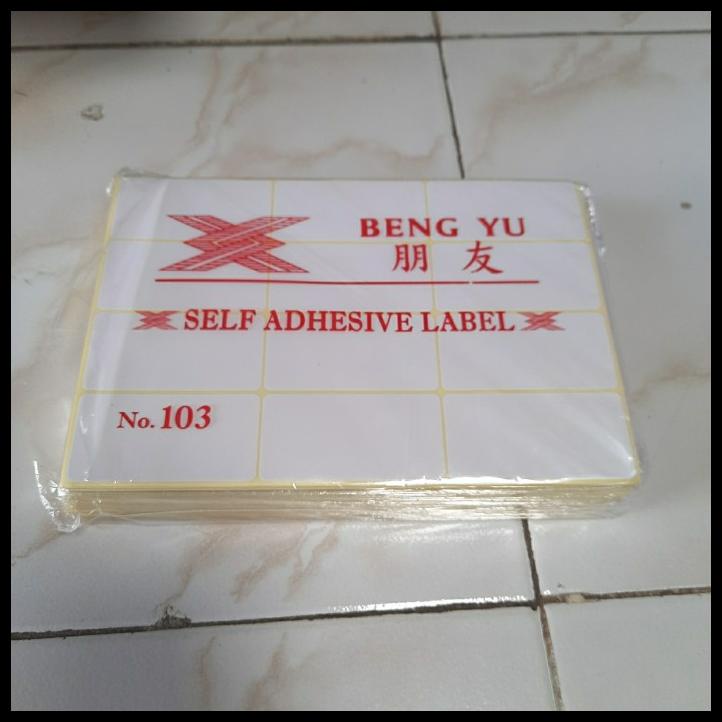 BENG YU
朋 友
SELF ADHESIVE LABEL
No. 103